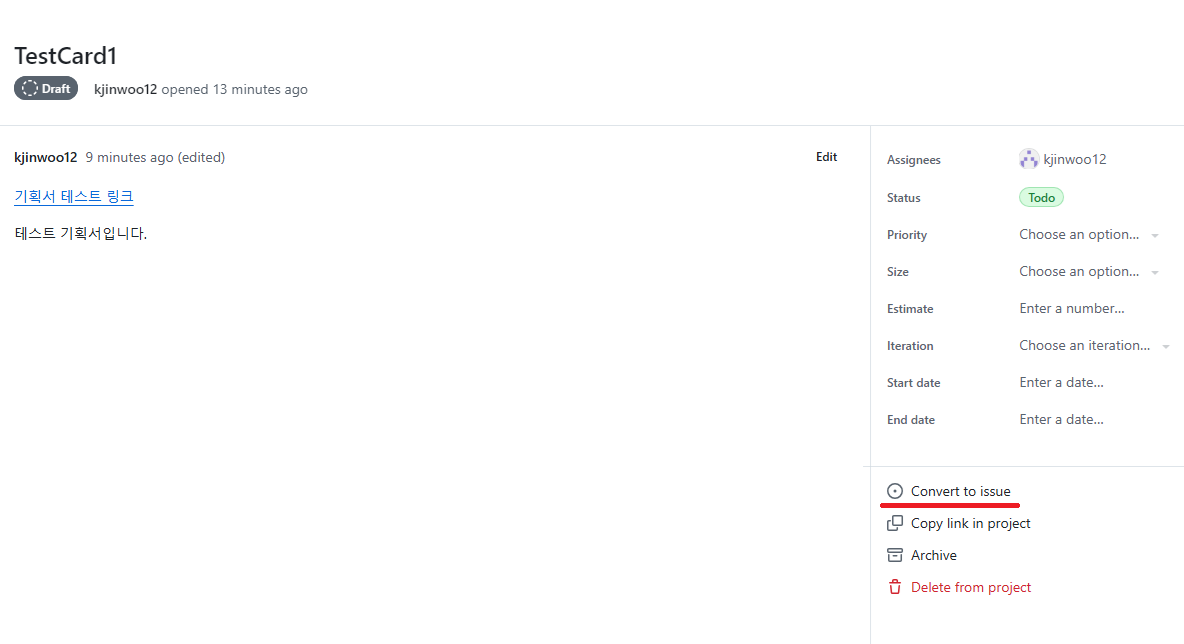 TestCard1
Draft kjinwoo12 opened 13 minutes ago
kjinwoo12 9 minutes ago (edited) Edit
기획서 테스트 링크
테스트 기획서입니다.
Assignees kjinwoo12
Status Todo
Priority Choose an option...
Size Choose an option...
Estimate Enter a number...
Iteration Choose an iteration...
Start date Enter a date...
End date Enter a date...
Convert to issue
Copy link in project
Archive
Delete from project